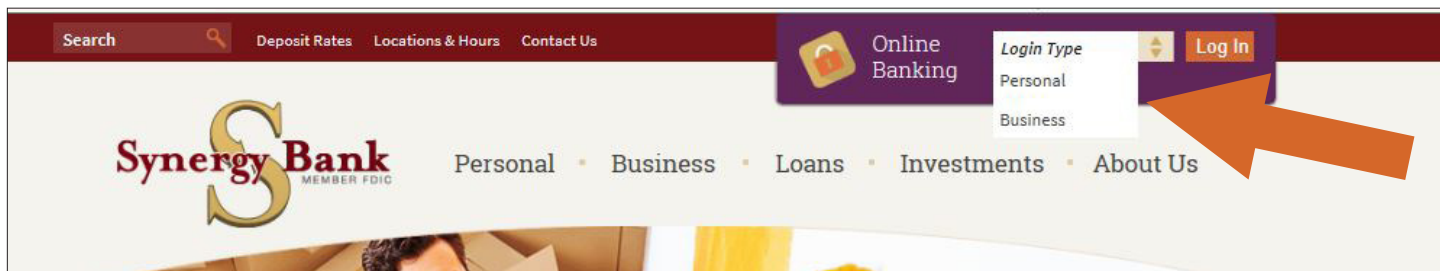 Search
Deposit Rates
Locations & Hours
Contact Us
Online
Banking
Login Type
Log In
Personal
Business
Synergy Bank
S
MEMBER FDIC
Personal
Business
Loans
Investments
About Us